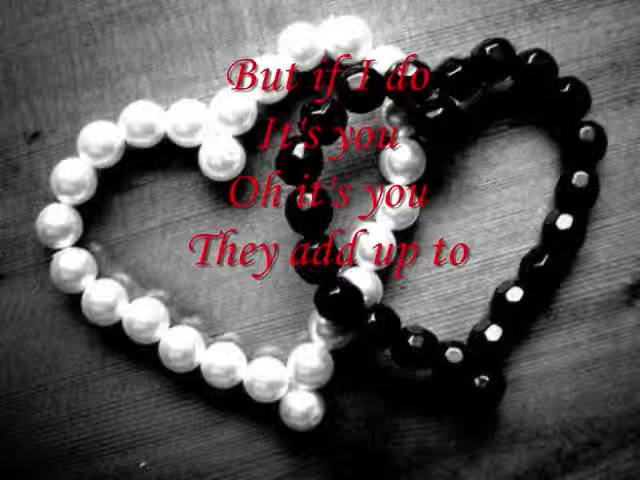 But if I do
It's you
Oh it's you
They add up to